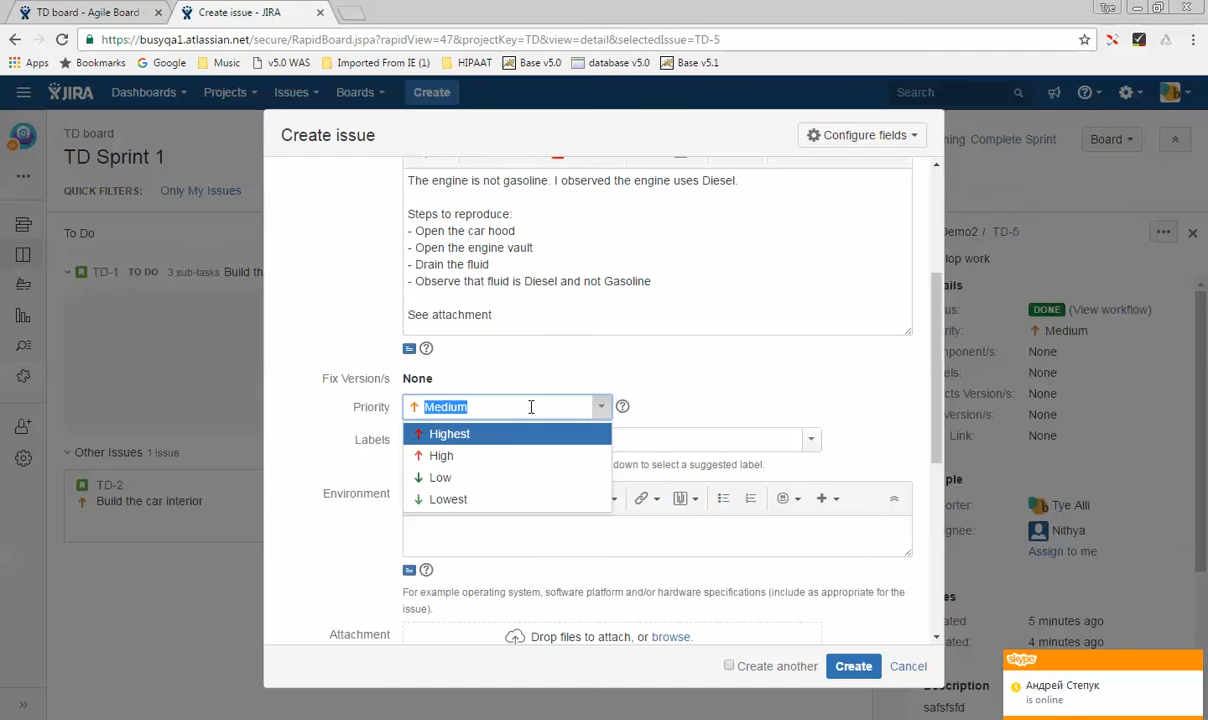 TD board - Agile Board
Create issue - JIRA
Tye
https://busyqa1.atlassian.net/secure/RapidBoard.jspa?rapidView=47&projectKey=TD&view=detail&selectedIssue=TD-5
Apps Bookmarks Google Music v5.0 WAS Imported From IE (1) HIPAAT Base v5.0 database v5.0 Base v5.1
JIRA Dashboards Projects Issues Boards Create Search
Create issue
Configure fields
TD board
TD Sprint 1
Complete Sprint
Board
QUICK FILTERS: Only My Issues
The engine is not gasoline. I observed the engine uses Diesel.
Steps to reproduce:
- Open the car hood
- Open the engine vault
- Drain the fluid
- Observe that fluid is Diesel and not Gasoline
See attachment
To Do
TD-1 TO DO 3 sub-tasks Build th
Other Issues 1 issue
TD-2
Build the car interior
Fix Version/s None
Priority Medium
Highest
High
Low
Lowest
Labels
down to select a suggested label.
Environment
For example operating system, software platform and/or hardware specifications (include as appropriate for the
issue).
Attachment Drop files to attach, or browse.
Create another Create Cancel
Demo2 / TD-5
lop work
DONE (View workflow)
Medium
None
None
None
None
None
Tye Alli
Nithya
Assign to me
5 minutes ago
4 minutes ago
Description
safsfsfd
skype
Андрей Степук
is online